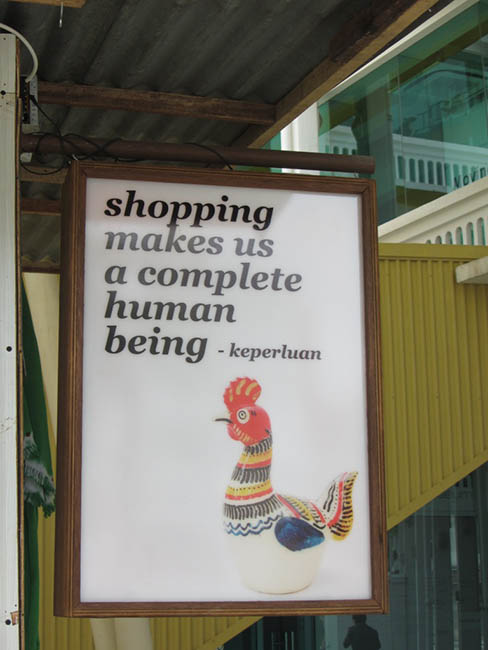 shopping
makes us
a complete
human
being - keperluan